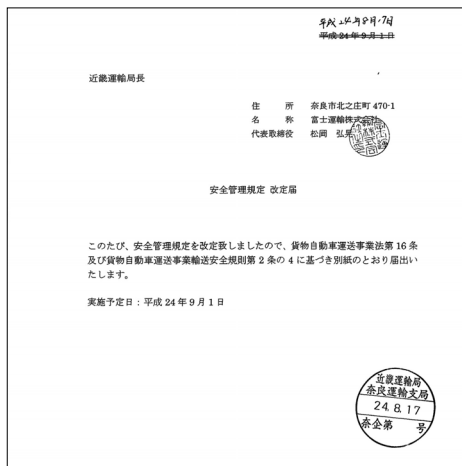 平成24年8月17日
平成24年9月1日
近畿運輸局長
住 所 奈良市北之庄町 470-1
名 称 富士運輸株式会社
代表取締役 松岡 弘晃
安全管理規定 改定届
このたび、安全管理規定を改定致しましたので、貨物自動車運送事業法第 16 条
及び貨物自動車運送事業輸送安全規則第 2 条の 4 に基づき別紙のとおり届出い
たします。
実施予定日：平成 24 年 9 月 1 日
近畿運輸局
奈良運輸支局
24. 8. 17
奈企第 号